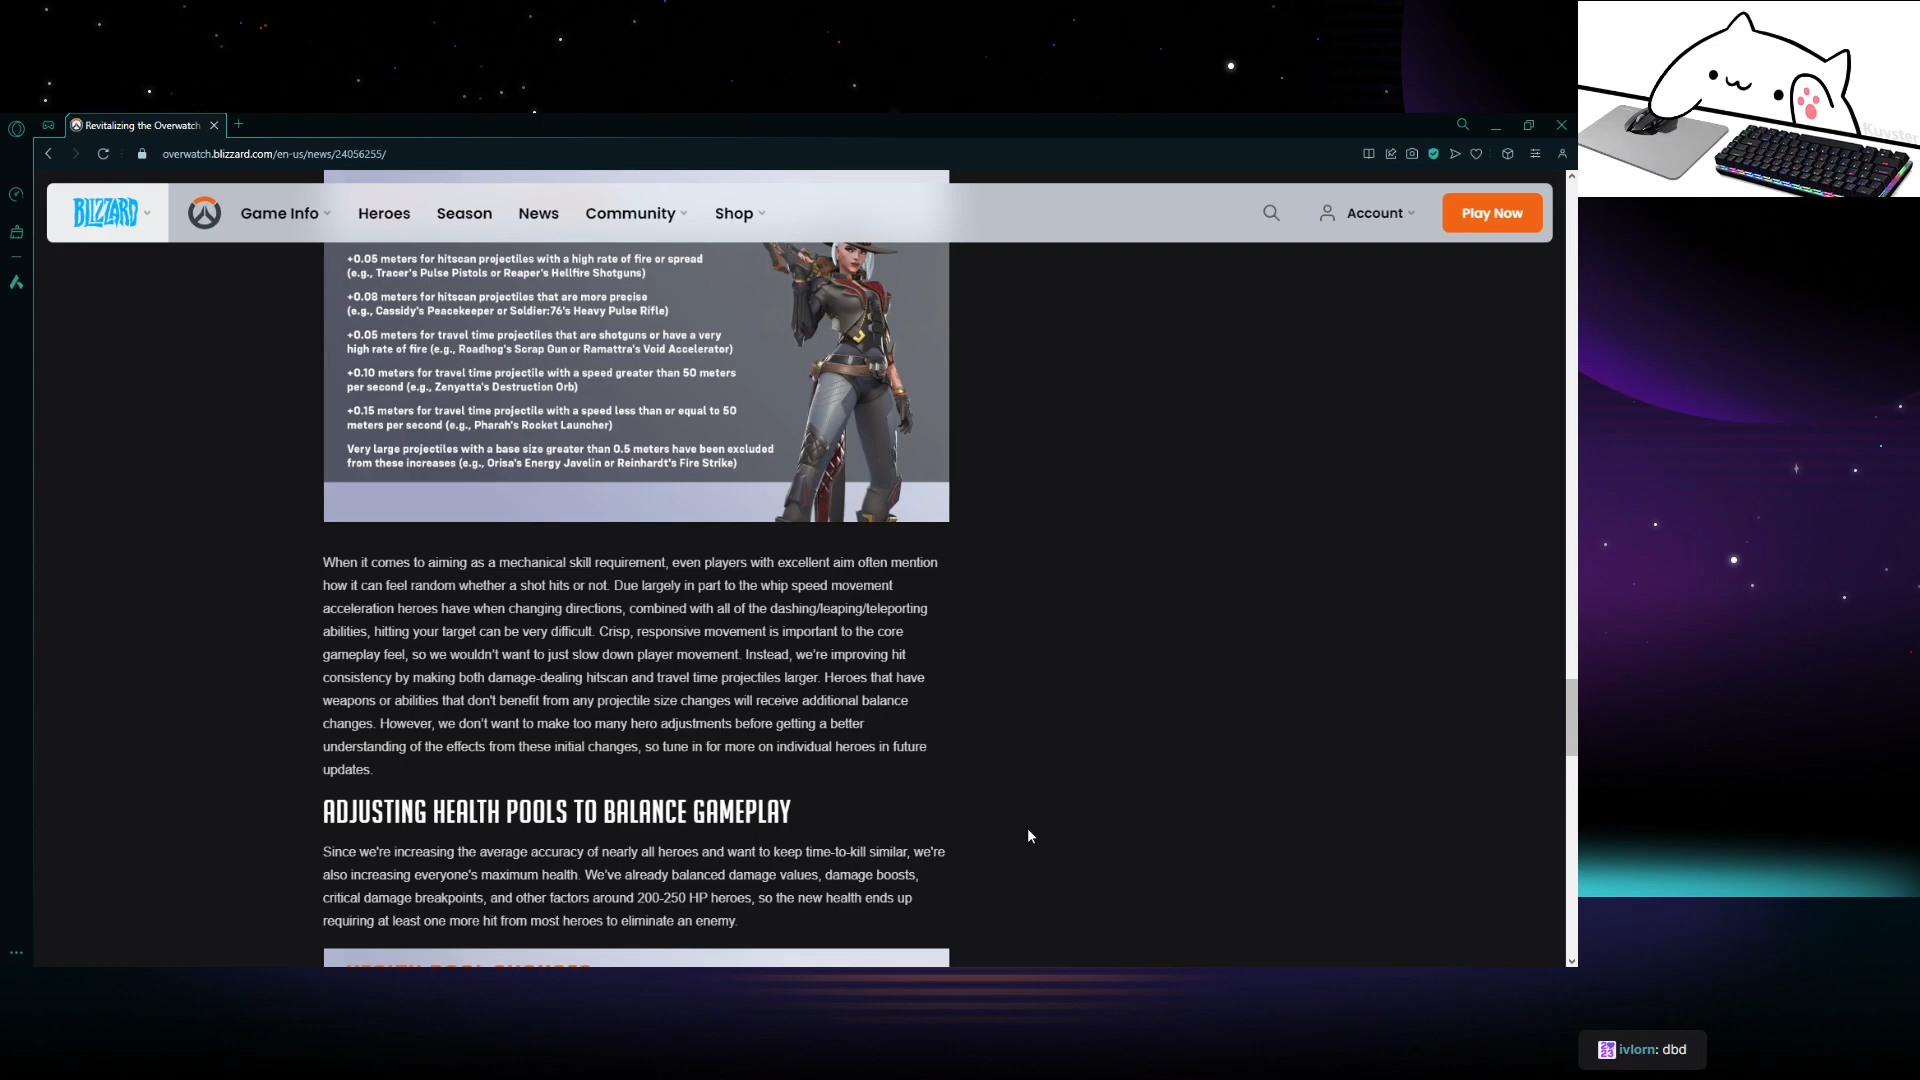 Kuvster
Revitalizing the Overwatch
overwatch.blizzard.com/en-us/news/24056255/
BLIZZARD
Game Info
Heroes
Season
News
Community
Shop
Account
Play Now
+0.05 meters for hitscan projectiles with a high rate of fire or spread
(e.g., Tracer's Pulse Pistols or Reaper's Hellfire Shotguns)
+0.08 meters for hitscan projectiles that are more precise
(e.g., Cassidy's Peacekeeper or Soldier:76's Heavy Pulse Rifle)
+0.05 meters for travel time projectiles that are shotguns or have a very
high rate of fire (e.g., Roadhog's Scrap Gun or Ramattra's Void Accelerator)
+0.10 meters for travel time projectile with a speed greater than 50 meters
per second (e.g., Zenyatta's Destruction Orb)
+0.15 meters for travel time projectile with a speed less than or equal to 50
meters per second (e.g., Pharah's Rocket Launcher)
Very large projectiles with a base size greater than 0.5 meters have been excluded
from these increases (e.g., Orisa's Energy Javelin or Reinhardt's Fire Strike)
When it comes to aiming as a mechanical skill requirement, even players with excellent aim often mention
how it can feel random whether a shot hits or not. Due largely in part to the whip speed movement
acceleration heroes have when changing directions, combined with all of the dashing/leaping/teleporting
abilities, hitting your target can be very difficult. Crisp, responsive movement is important to the core
gameplay feel, so we wouldn't want to just slow down player movement. Instead, we're improving hit
consistency by making both damage-dealing hitscan and travel time projectiles larger. Heroes that have
weapons or abilities that don't benefit from any projectile size changes will receive additional balance
changes. However, we don't want to make too many hero adjustments before getting a better
understanding of the effects from these initial changes, so tune in for more on individual heroes in future
updates.
ADJUSTING HEALTH POOLS TO BALANCE GAMEPLAY
Since we're increasing the average accuracy of nearly all heroes and want to keep time-to-kill similar, we're
also increasing everyone's maximum health. We've already balanced damage values, damage boosts,
critical damage breakpoints, and other factors around 200-250 HP heroes, so the new health ends up
requiring at least one more hit from most heroes to eliminate an enemy.
ivlorn: dbd